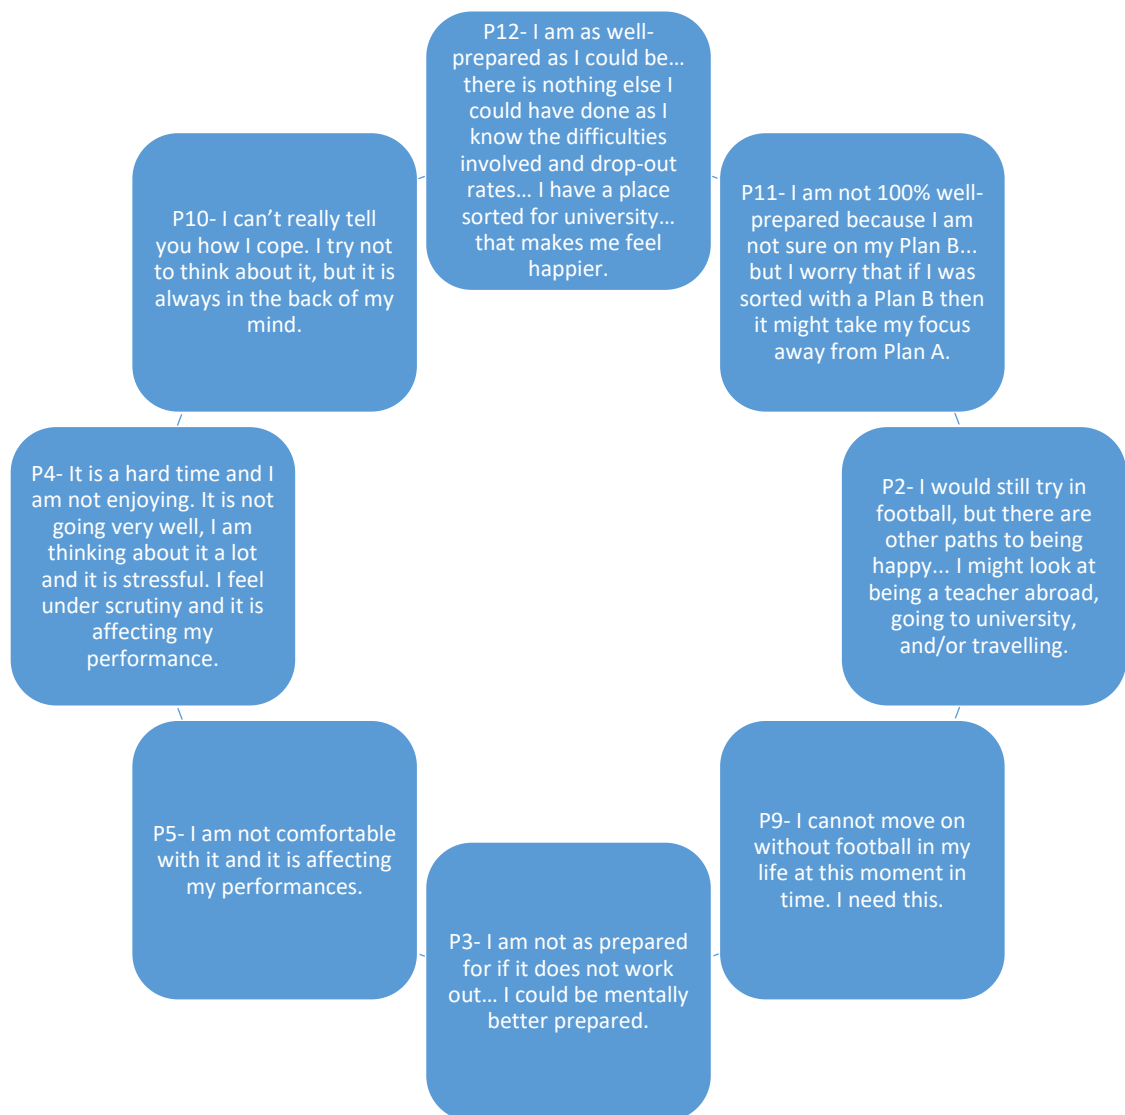 P12- I am as well-
prepared as I could be...
there is nothing else I
could have done as I
know the difficulties
involved and drop-out
rates... I have a place
sorted for university...
that makes me feel
happier.
P11- I am not 100% well-
prepared because I am
not sure on my Plan B...
but I worry that if I was
sorted with a Plan B then
it might take my focus
away from Plan A.
P2- I would still try in
football, but there are
other paths to being
happy... I might look at
being a teacher abroad,
going to university,
and/or travelling.
P9- I cannot move on
without football in my
life at this moment in
time. I need this.
P3- I am not as prepared
for if it does not work
out... I could be mentally
better prepared.
P5- I am not comfortable
with it and it is affecting
my performances.
P4- It is a hard time and I
am not enjoying. It is not
going very well, I am
thinking about it a lot
and it is stressful. I feel
under scrutiny and it is
affecting my
performance.
P10- I can’t really tell
you how I cope. I try not
to think about it, but it is
always in the back of my
mind.